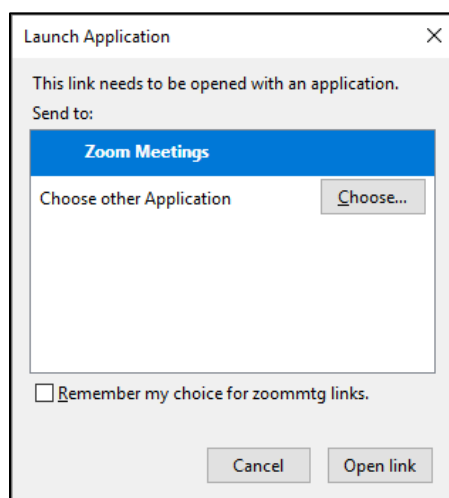 Launch Application
This link needs to be opened with an application.
Send to:
Zoom Meetings
Choose other Application
Choose...
Remember my choice for zoommtg links.
Cancel
Open link